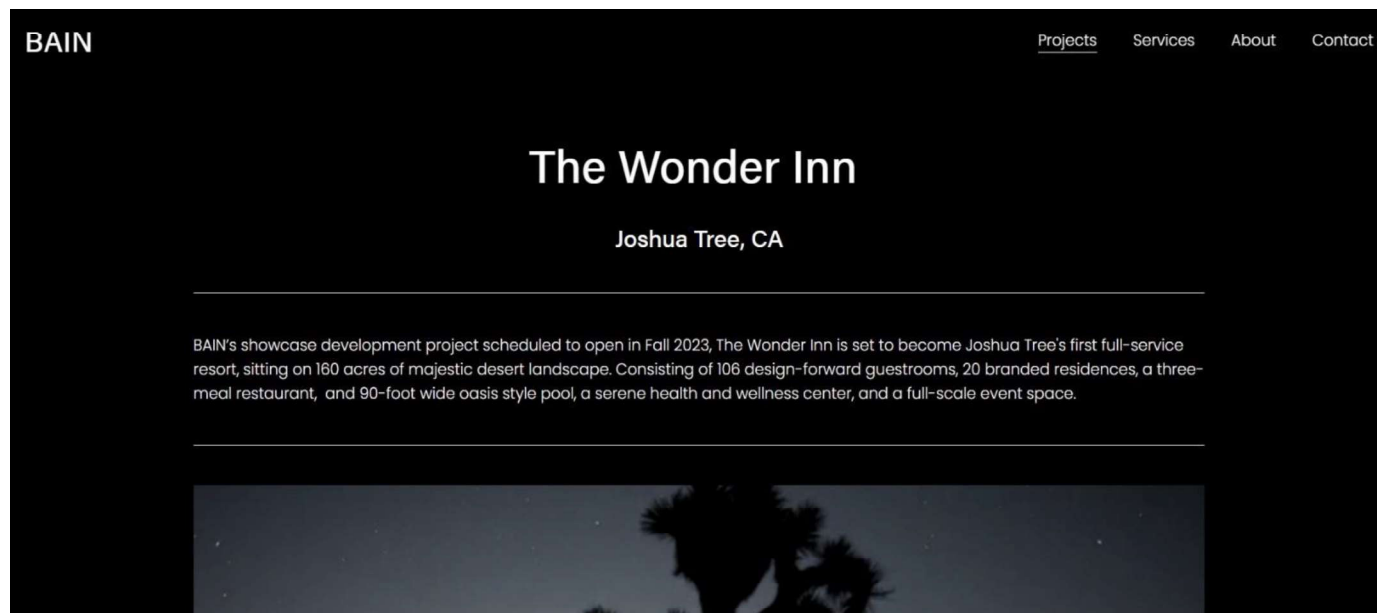 BAIN
Projects Services About Contact
The Wonder Inn
Joshua Tree, CA
BAIN’s showcase development project scheduled to open in Fall 2023, The Wonder Inn is set to become Joshua Tree's first full-service
resort, sitting on 160 acres of majestic desert landscape. Consisting of 106 design-forward guestrooms, 20 branded residences, a three-
meal restaurant,  and 90-foot wide oasis style pool, a serene health and wellness center, and a full-scale event space.